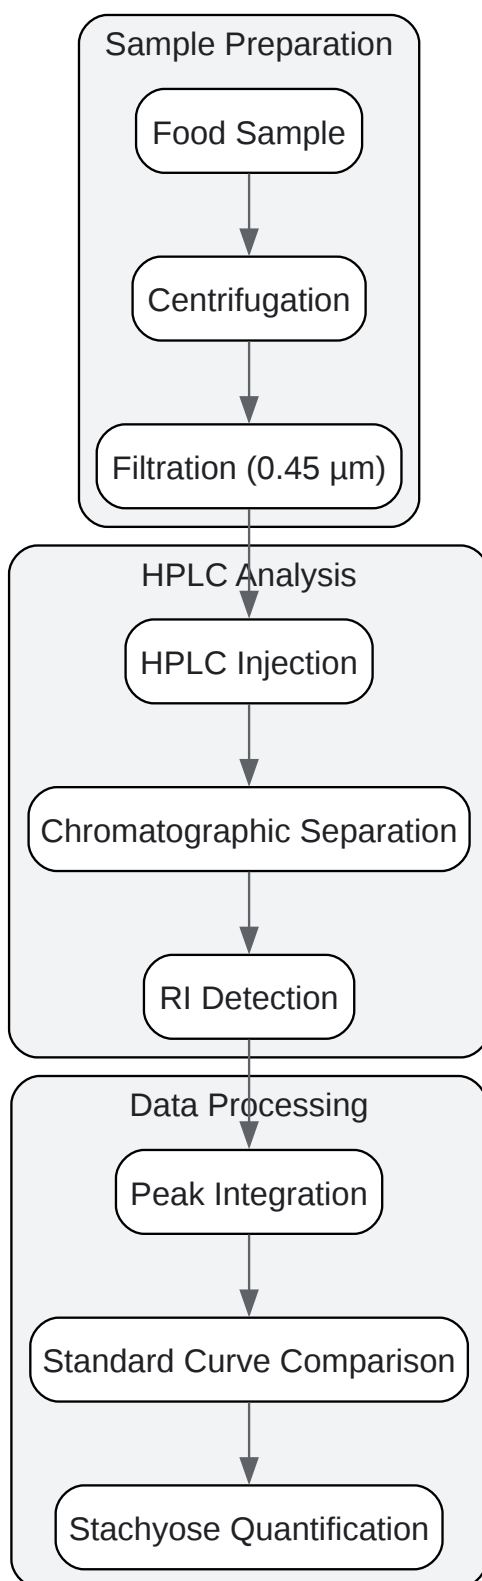 Sample Preparation
Food Sample
Centrifugation
Filtration (0.45 µm)
HPLC Analysis
HPLC Injection
Chromatographic Separation
RI Detection
Data Processing
Peak Integration
Standard Curve Comparison
Stachyose Quantification